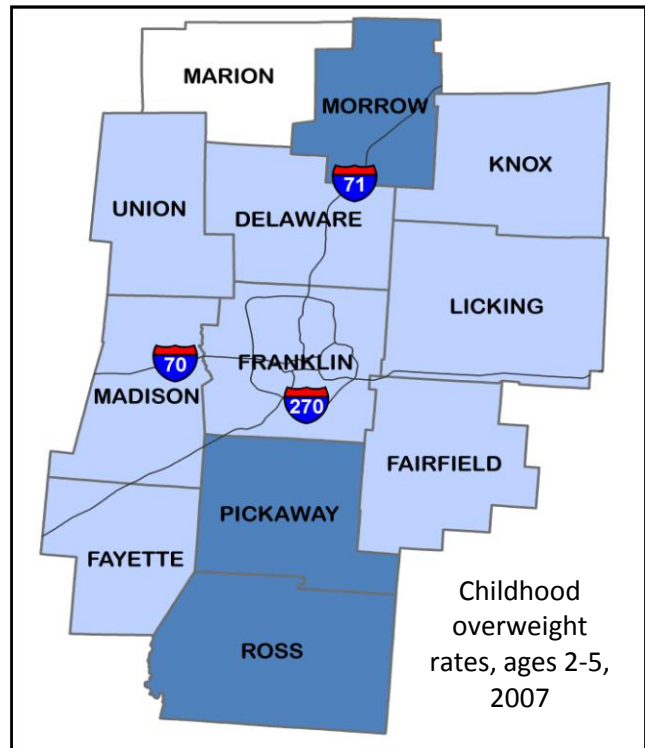 MARION
MORROW
KNOX
71
UNION
DELAWARE
LICKING
70
FRANKLIN
MADISON
270
FAIRFIELD
PICKAWAY
FAYETTE
Childhood
overweight
rates, ages 2-5,
2007
ROSS